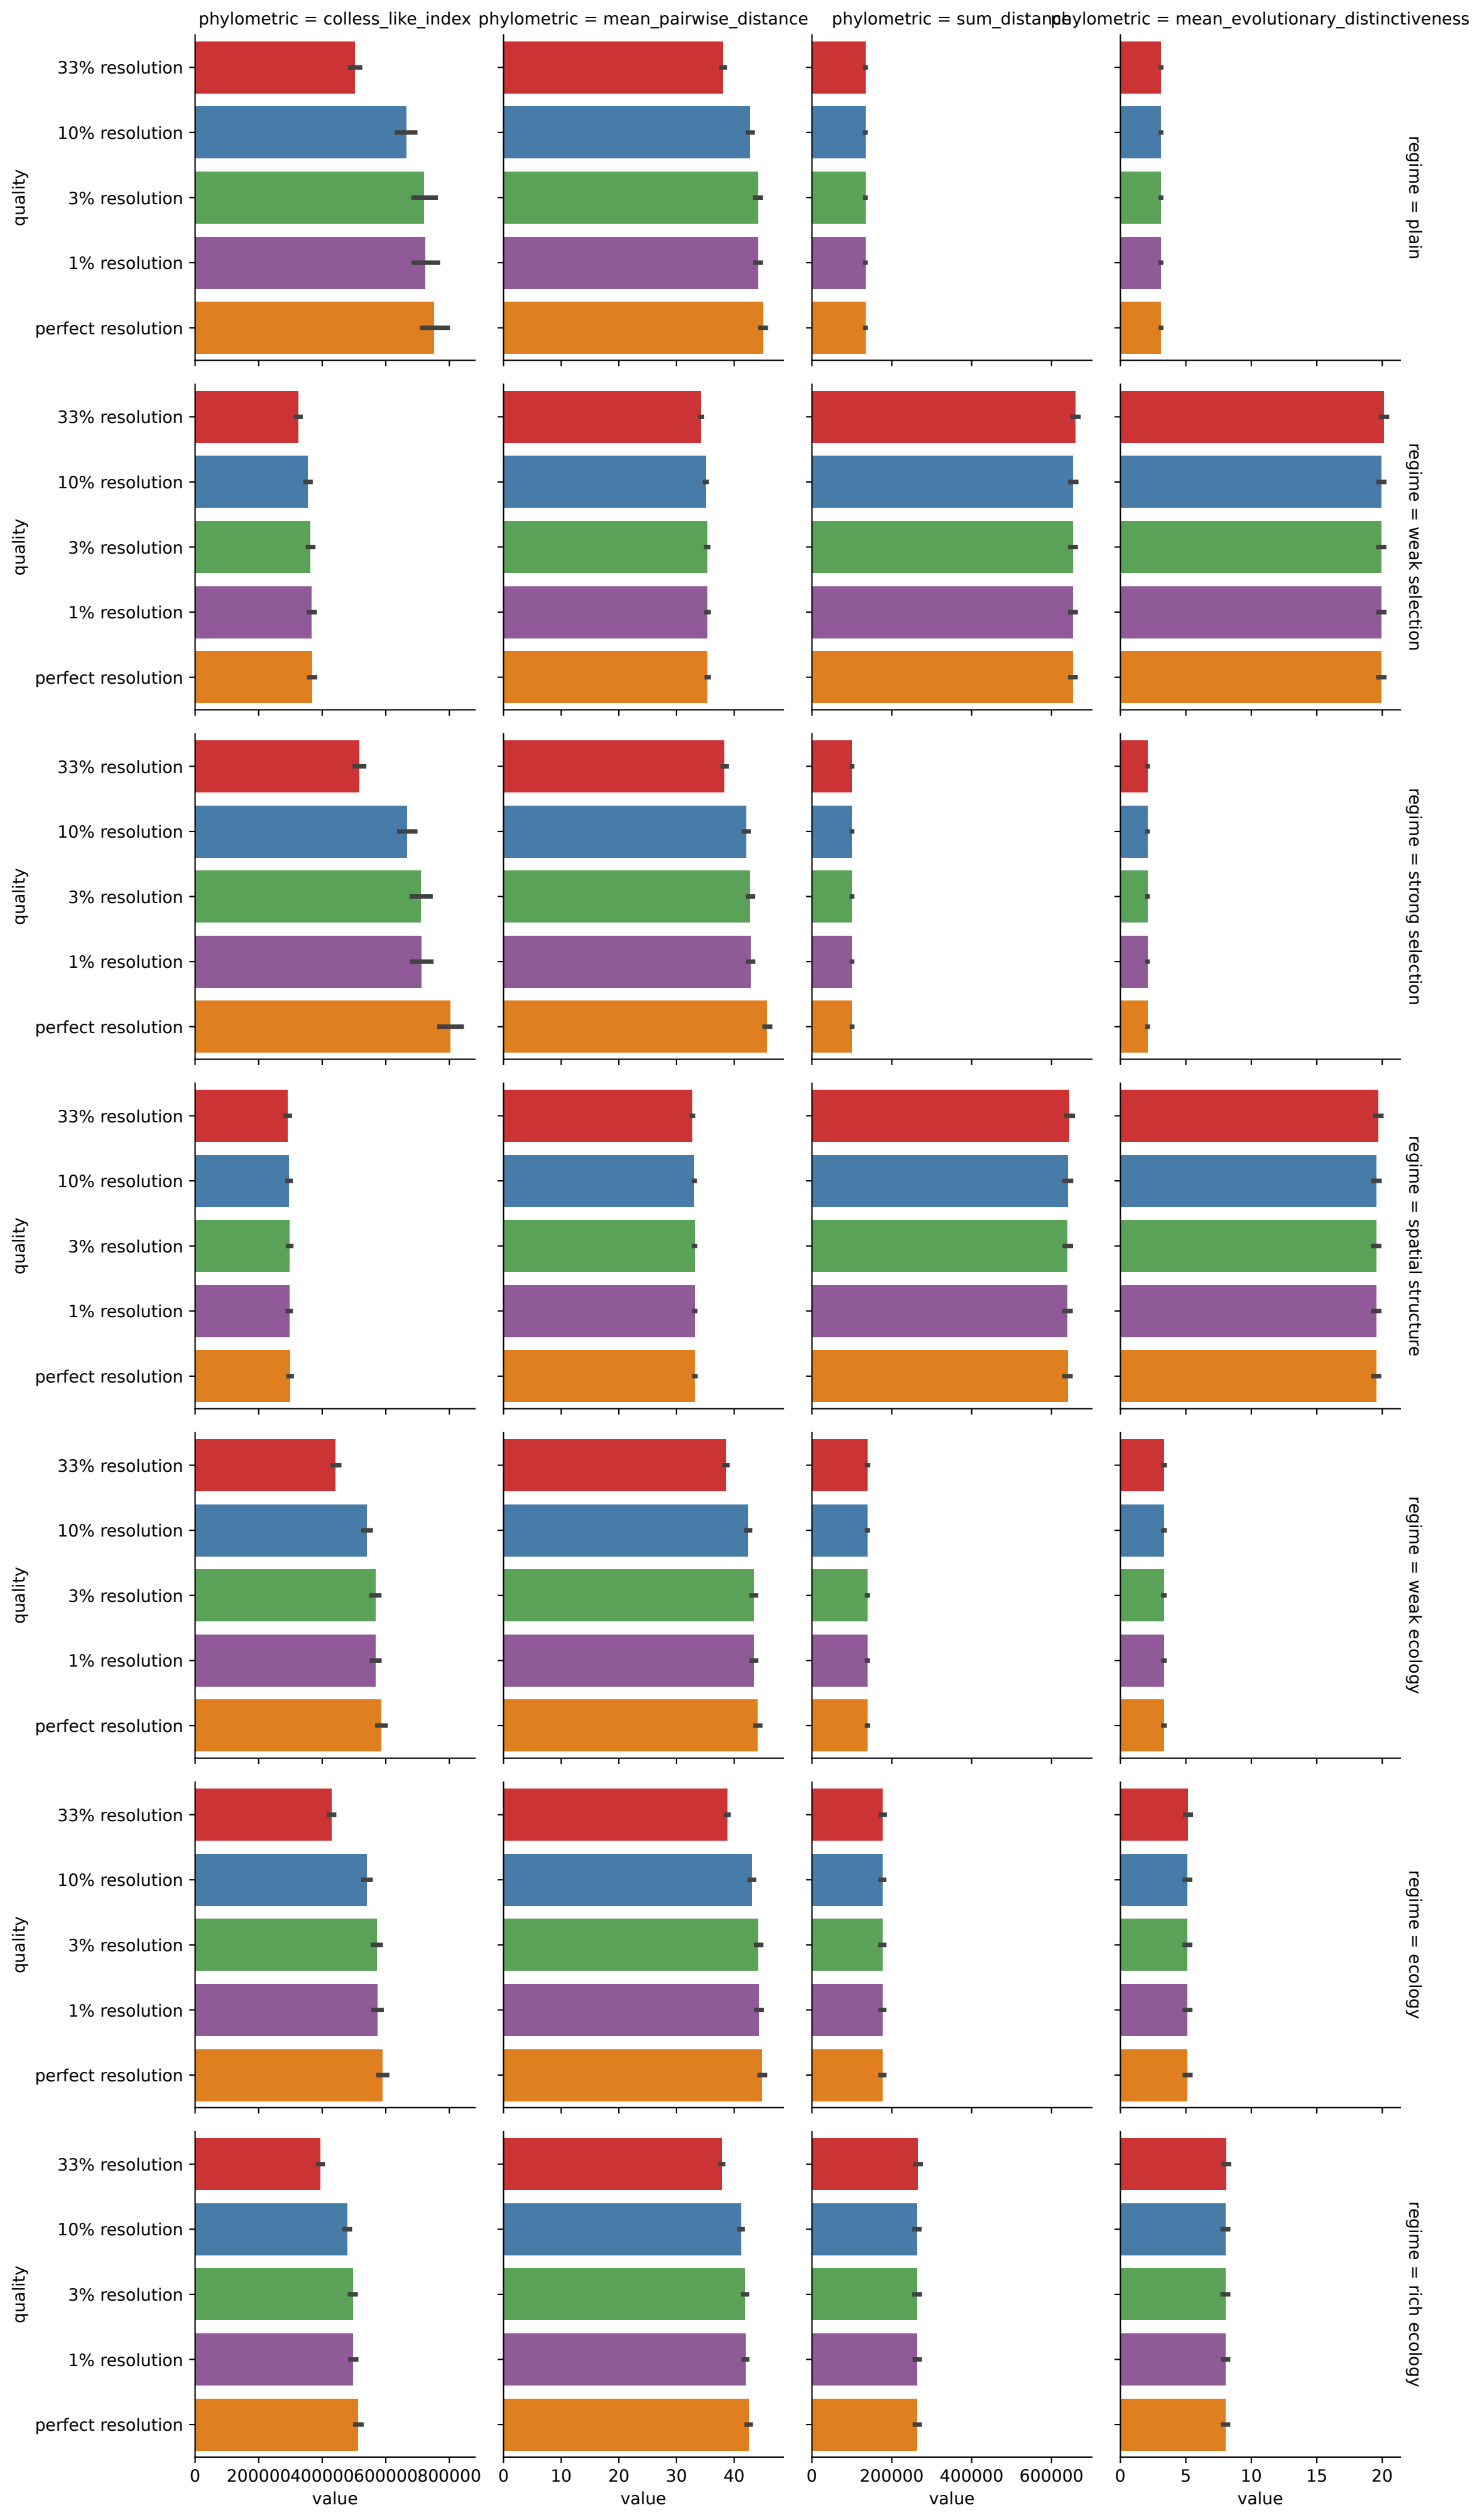 phylometric = colless_like_index
phylometric = mean_pairwise_distance
phylometric = sum_distance
phylometric = mean_evolutionary_distinctiveness
33% resolution
10% resolution
3% resolution
1% resolution
perfect resolution
quality
regime = plain
33% resolution
10% resolution
3% resolution
1% resolution
perfect resolution
quality
regime = weak selection
33% resolution
10% resolution
3% resolution
1% resolution
perfect resolution
quality
regime = strong selection
33% resolution
10% resolution
3% resolution
1% resolution
perfect resolution
quality
regime = spatial structure
33% resolution
10% resolution
3% resolution
1% resolution
perfect resolution
quality
regime = weak ecology
33% resolution
10% resolution
3% resolution
1% resolution
perfect resolution
quality
regime = ecology
33% resolution
10% resolution
3% resolution
1% resolution
perfect resolution
quality
regime = rich ecology
0 200000 400000 600000 800000
0 10 20 30 40
0 200000 400000 600000
0 5 10 15 20
value
value
value
value